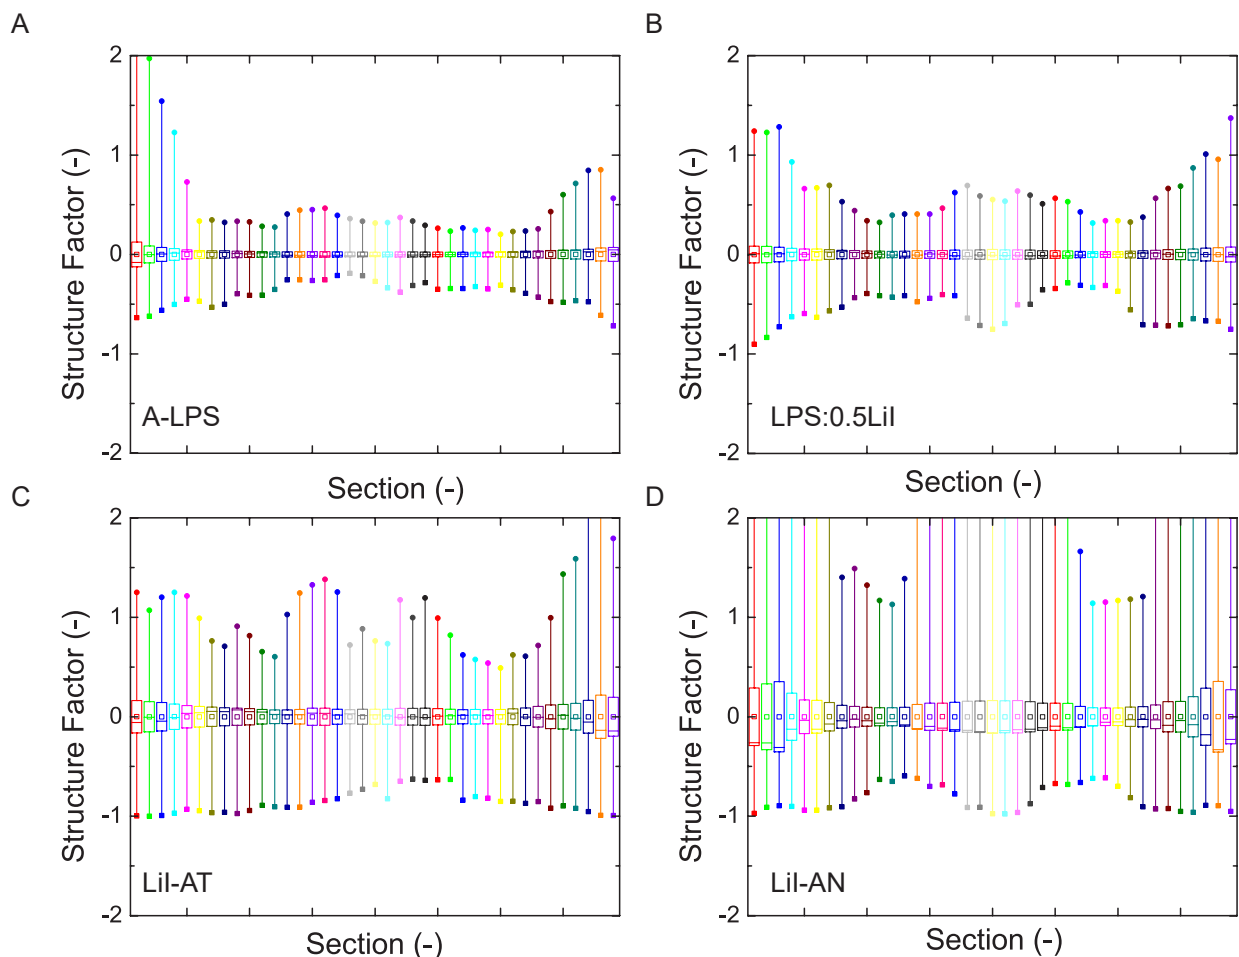 A
2
1
0
-1
-2
Structure Factor (-)
A-LPS
Section (-)
B
2
1
0
-1
-2
Structure Factor (-)
LPS:0.5LiI
Section (-)
C
2
1
0
-1
-2
Structure Factor (-)
LiI-AT
Section (-)
D
2
1
0
-1
-2
Structure Factor (-)
LiI-AN
Section (-)